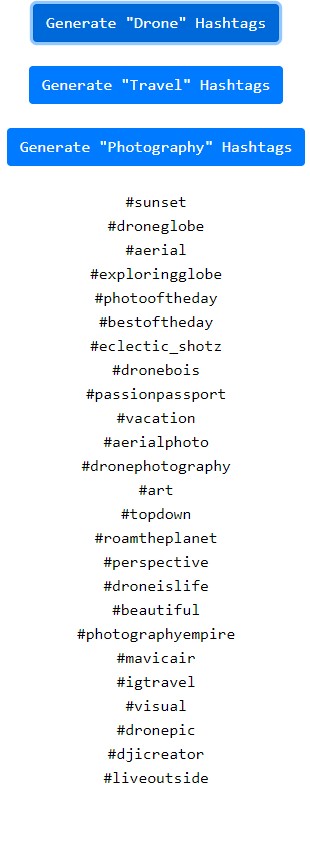 Generate "Drone" Hashtags
Generate "Travel" Hashtags
Generate "Photography" Hashtags
#sunset
#droneglobe
#aerial
#exploringglobe
#photooftheday
#bestoftheday
#eclectic_shotz
#dronebois
#passionpassport
#vacation
#aerialphoto
#dronephotography
#art
#topdown
#roamtheplanet
#perspective
#droneislife
#beautiful
#photographyempire
#mavicair
#igtravel
#visual
#dronepic
#djicreator
#liveoutside